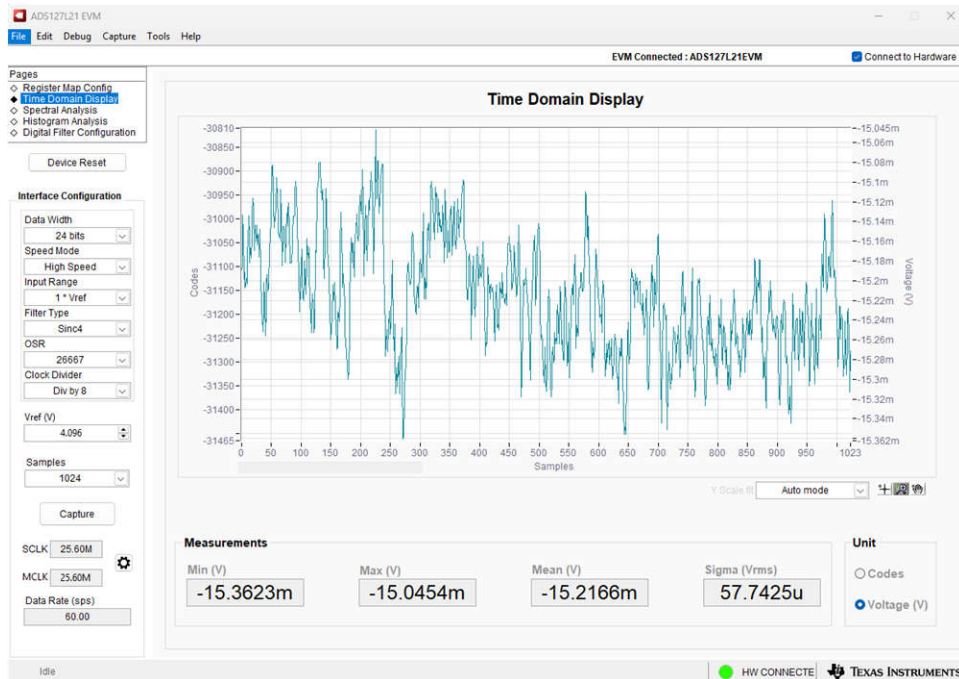 ADS127L21 EVM
File Edit Debug Capture Tools Help
EVM Connected : ADS127L21EVM
Connect to Hardware
Pages
Register Map Config
Time Domain Display
Spectral Analysis
Histogram Analysis
Digital Filter Configuration
Device Reset
Interface Configuration
Data Width
24 bits
Speed Mode
High Speed
Input Range
1 * Vref
Filter Type
Sinc4
OSR
26667
Clock Divider
Div by 8
Vref (V)
4.096
Samples
1024
Capture
SCLK 25.60M
MCLK 25.60M
Data Rate (sps)
60.00
Time Domain Display
Codes
-30810
-30850
-30900
-30950
-31000
-31050
-31100
-31150
-31200
-31250
-31300
-31350
-31400
-31465
-15.045m
-15.06m
-15.08m
-15.1m
-15.12m
-15.14m
-15.16m
-15.18m
-15.2m
-15.22m
-15.24m
-15.26m
-15.28m
-15.3m
-15.32m
-15.34m
-15.362m
Voltage (V)
0 50 100 150 200 250 300 350 400 450 500 550 600 650 700 750 800 850 900 950 1023
Samples
Y Scale fit Auto mode
Measurements
Min (V) Max (V) Mean (V) Sigma (Vrms)
-15.3623m -15.0454m -15.2166m 57.7425u
Unit
Codes
Voltage (V)
Idle
HW CONNECTE TEXAS INSTRUMENTS